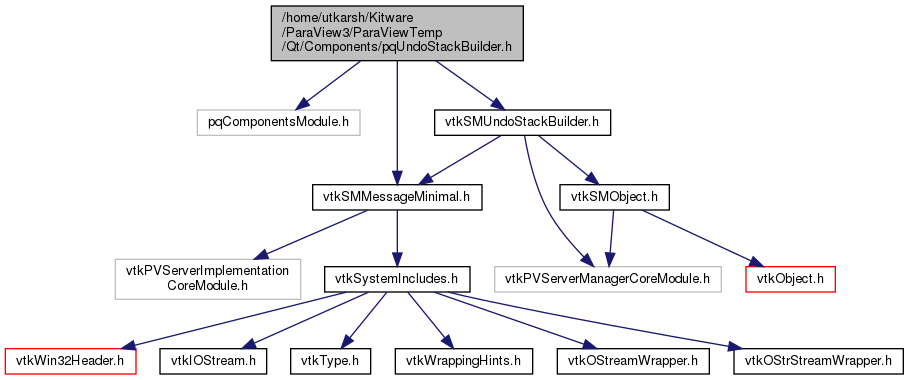 /home/utkarsh/Kitware
/ParaView3/ParaViewTemp
/Qt/Components/pqUndoStackBuilder.h
pqComponentsModule.h
vtkSMUndoStackBuilder.h
vtkSMMessageMinimal.h
vtkSMObject.h
vtkPVServerImplementation
CoreModule.h
vtkSystemIncludes.h
vtkPVServerManagerCoreModule.h
vtkObject.h
vtkWin32Header.h
vtkIOStream.h
vtkType.h
vtkWrappingHints.h
vtkOStreamWrapper.h
vtkOStrStreamWrapper.h